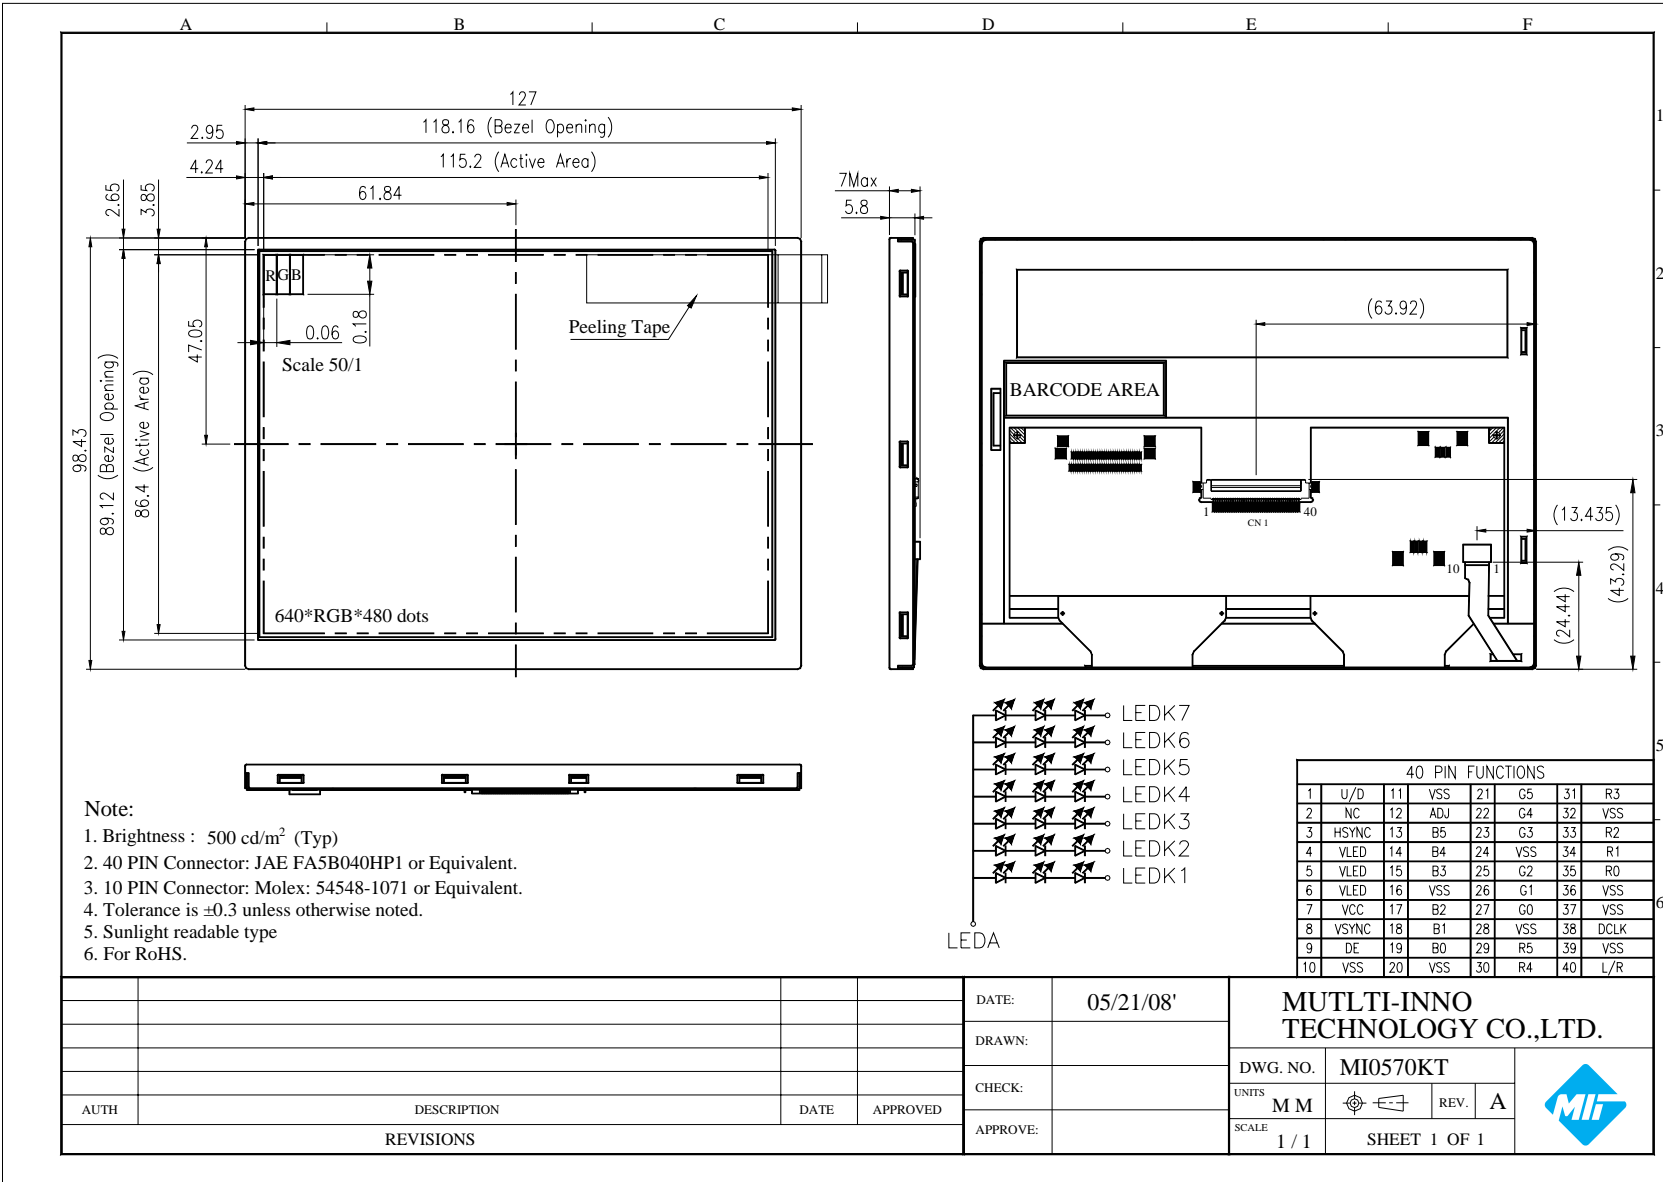 A B C D E F
1
2
3
4
5
6
127
118.16 (Bezel Opening)
2.95
115.2 (Active Area)
4.24
61.84
2.65
3.85
98.43
89.12 (Bezel Opening)
86.4 (Active Area)
47.05
RGB
0.06
0.18
Scale 50/1
Peeling Tape
640*RGB*480 dots
7Max
5.8
(63.92)
BARCODE AREA
1 40
CN 1
(13.435)
10 1
(24.44)
(43.29)
LEDK7
LEDK6
LEDK5
LEDK4
LEDK3
LEDK2
LEDK1
LEDA
Note:
1. Brightness : 500 cd/m² (Typ)
2. 40 PIN Connector: JAE FA5B040HP1 or Equivalent.
3. 10 PIN Connector: Molex: 54548-1071 or Equivalent.
4. Tolerance is ±0.3 unless otherwise noted.
5. Sunlight readable type
6. For RoHS.
40 PIN FUNCTIONS
1 U/D 11 VSS 21 G5 31 R3
2 NC 12 ADJ 22 G4 32 VSS
3 HSYNC 13 B5 23 G3 33 R2
4 VLED 14 B4 24 VSS 34 R1
5 VLED 15 B3 25 G2 35 R0
6 VLED 16 VSS 26 G1 36 VSS
7 VCC 17 B2 27 G0 37 VSS
8 VSYNC 18 B1 28 VSS 38 DCLK
9 DE 19 B0 29 R5 39 VSS
10 VSS 20 VSS 30 R4 40 L/R
AUTH DESCRIPTION DATE APPROVED
REVISIONS
DATE: 05/21/08'
DRAWN:
CHECK:
APPROVE:
MUTLTI-INNO
TECHNOLOGY CO.,LTD.
DWG. NO. MI0570KT
UNITS M M REV. A
SCALE 1 / 1 SHEET 1 OF 1
MIT